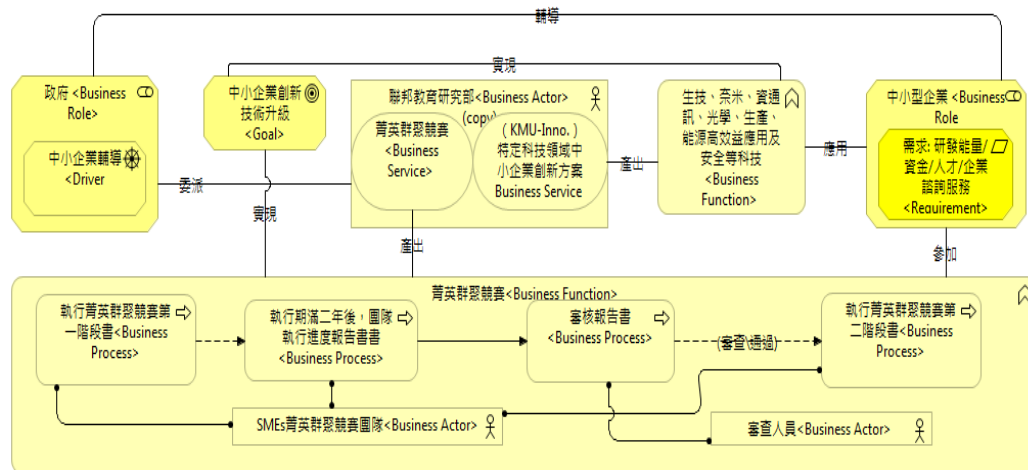 輔導
實現
政府 <Business
Role>
中小企業輔導
<Driver
中小企業創新
技術升級
<Goal>
聯邦教育研究部<Business Actor>
(copy)
菁英群聚競賽
<Business
Service>
( KMU-Inno. )
特定科技領域中
小企業創新方案
Business Service
生技、奈米、資通
訊、光學、生產、
能源高效益應用及
安全等科技
<Business
Function>
中小型企業 <Business
Role
需求: 研發能量/
資金/人才/企業
諮詢服務
<Requirement>
委派
產出
應用
實現
產出
參加
菁英群聚競賽<Business Function>
執行菁英群聚競賽第
一階段書<Business
Process>
執行期滿二年後，團隊
執行進度報告書書
<Business Process>
審核報告書
<Business Process>
(審查\通過)
執行菁英群聚競賽第
二階段書<Business
Process>
SMEs菁英群聚競賽團隊<Business Actor>
審查人員<Business Actor>